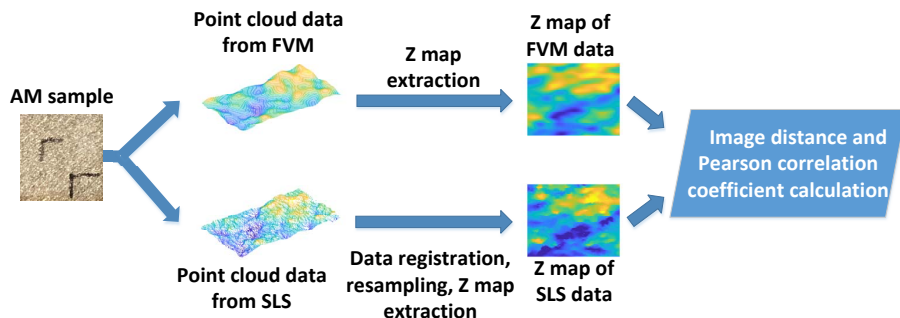 Point cloud data
from FVM
Z map of
FVM data
Z map
extraction
AM sample
Image distance and
Pearson correlation
coefficient calculation
Point cloud data
from SLS
Data registration,
resampling, Z map
extraction
Z map of
SLS data